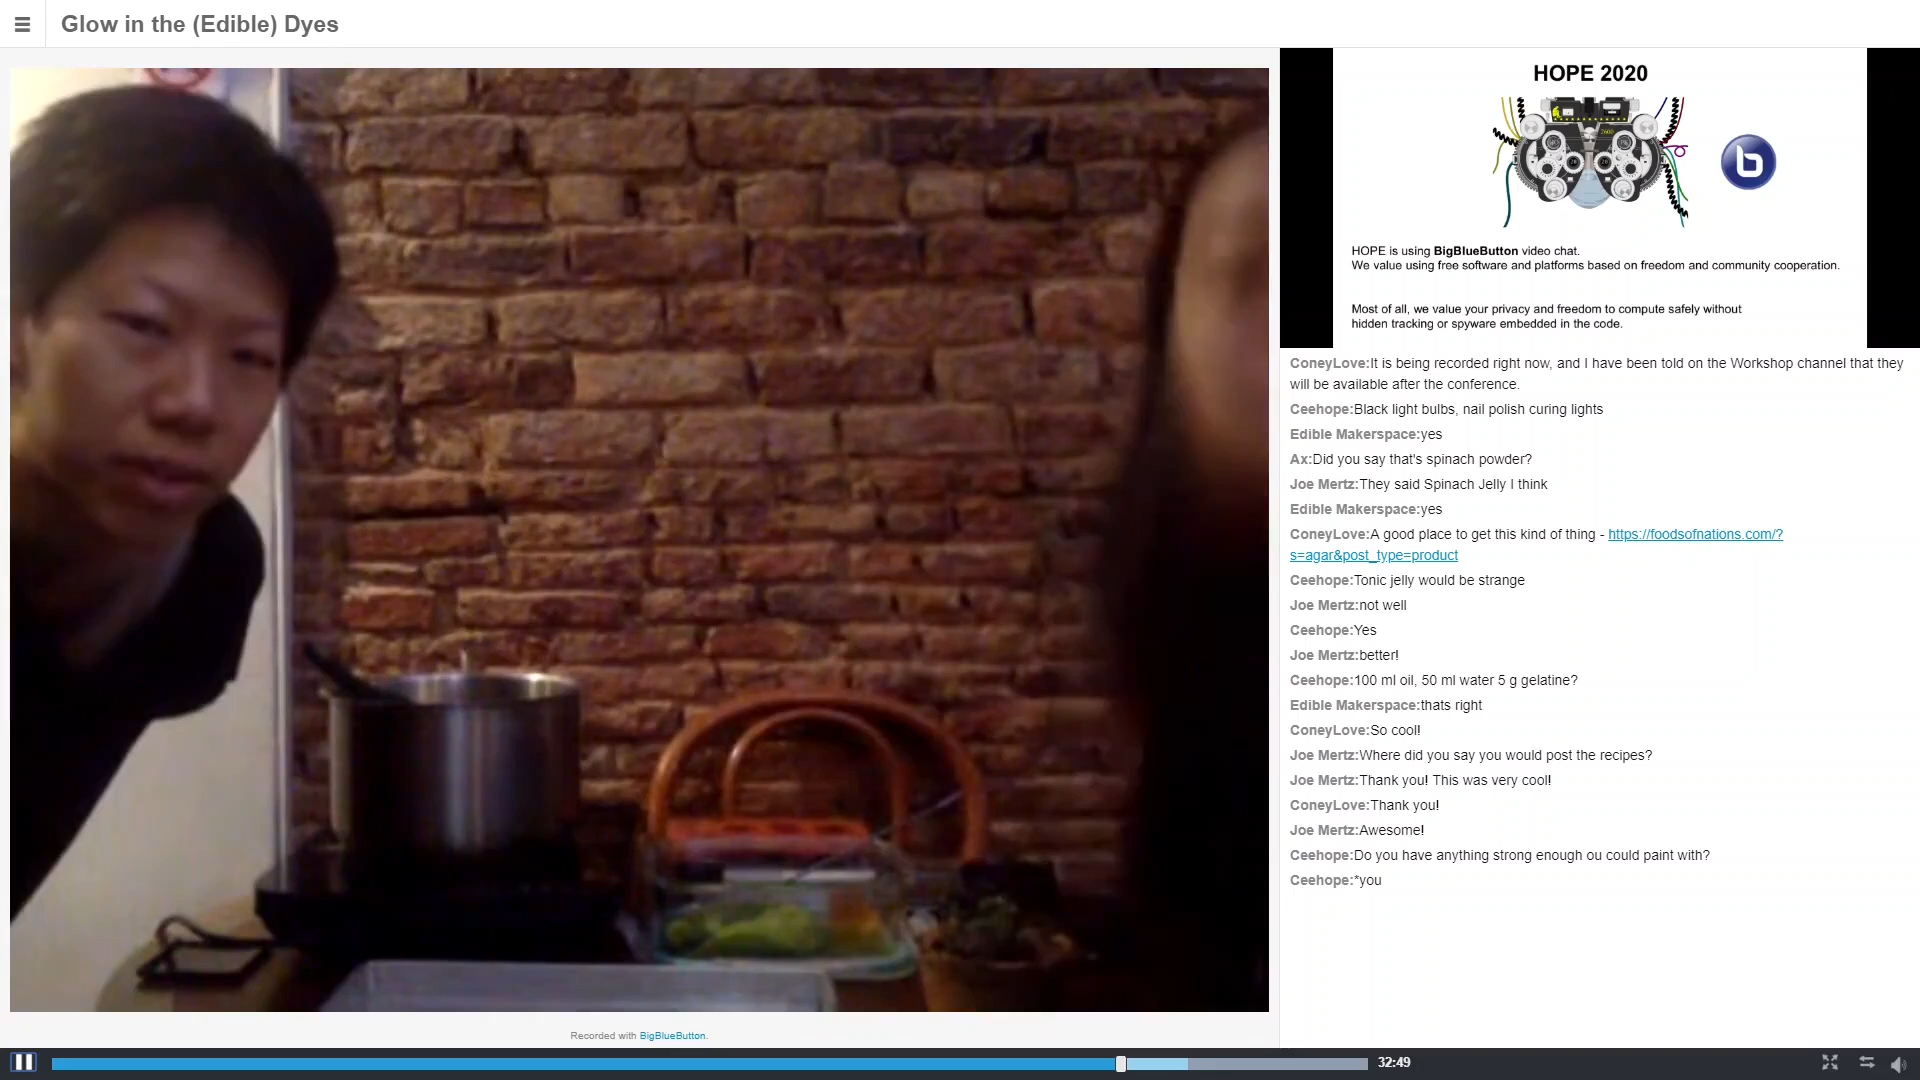 Glow in the (Edible) Dyes
HOPE 2020
2600
HOPE is using BigBlueButton video chat.
We value using free software and platforms based on freedom and community cooperation.
Most of all, we value your privacy and freedom to compute safely without
hidden tracking or spyware embedded in the code.
ConeyLove:It is being recorded right now, and I have been told on the Workshop channel that they
will be available after the conference.
Ceehope:Black light bulbs, nail polish curing lights
Edible Makerspace:yes
Ax:Did you say that's spinach powder?
Joe Mertz:They said Spinach Jelly I think
Edible Makerspace:yes
ConeyLove:A good place to get this kind of thing - https://foodsofnations.com/?
s=agar&post_type=product
Ceehope:Tonic jelly would be strange
Joe Mertz:not well
Ceehope:Yes
Joe Mertz:better!
Ceehope:100 ml oil, 50 ml water 5 g gelatine?
Edible Makerspace:thats right
ConeyLove:So cool!
Joe Mertz:Where did you say you would post the recipes?
Joe Mertz:Thank you! This was very cool!
ConeyLove:Thank you!
Joe Mertz:Awesome!
Ceehope:Do you have anything strong enough ou could paint with?
Ceehope:*you
Recorded with BigBlueButton.
32:49